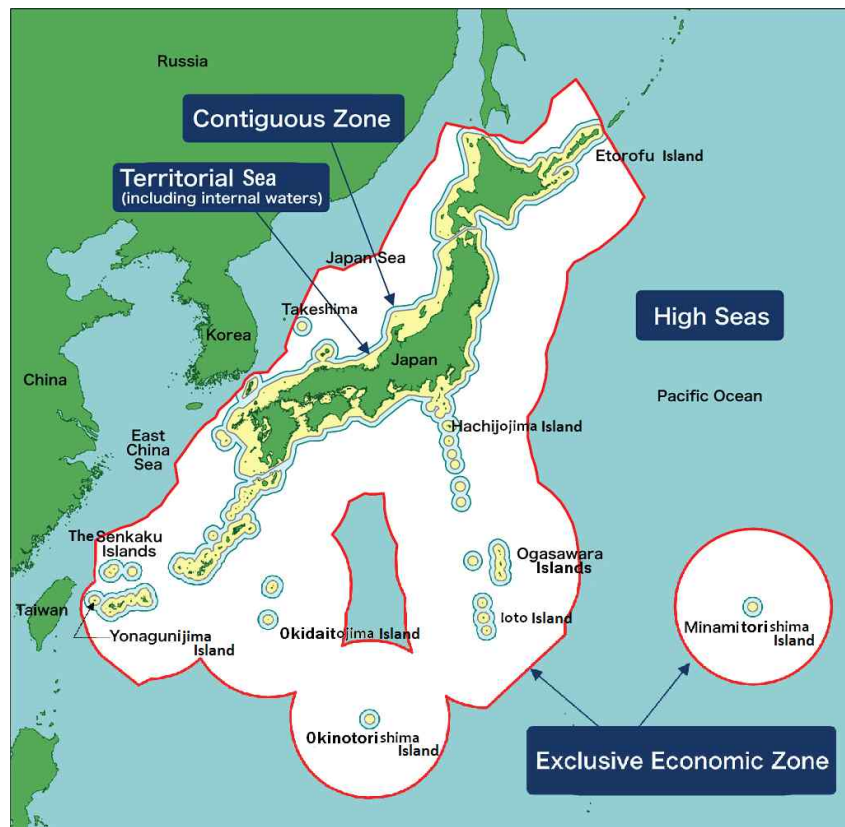 Russia
Contiguous Zone
Etorofu Island
Territorial Sea
(including internal waters)
Japan Sea
Takeshima
High Seas
Korea
Japan
China
Pacific Ocean
Hachijojima Island
East
China
Sea
The Senkaku
Islands
Ogasawara
Islands
Taiwan
Ioto Island
Minamitorishima
Island
Yonagunijima
Island
Okidaitojima Island
Okinotorishima
Island
Exclusive Economic Zone